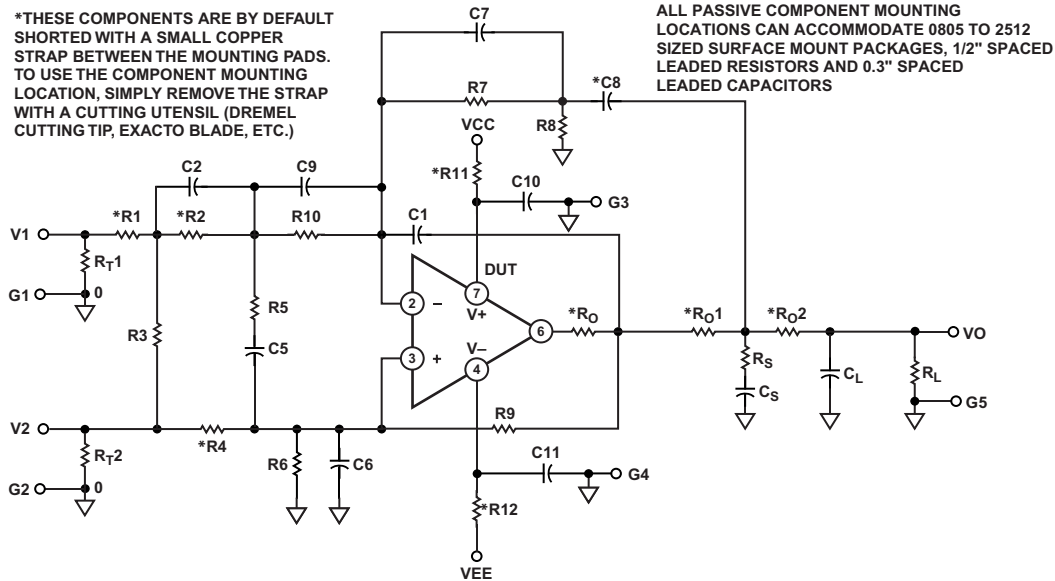 *THESE COMPONENTS ARE BY DEFAULT
SHORTED WITH A SMALL COPPER
STRAP BETWEEN THE MOUNTING PADS.
TO USE THE COMPONENT MOUNTING
LOCATION, SIMPLY REMOVE THE STRAP
WITH A CUTTING UTENSIL (DREMEL
CUTTING TIP, EXACTO BLADE, ETC.)
ALL PASSIVE COMPONENT MOUNTING
LOCATIONS CAN ACCOMMODATE 0805 TO 2512
SIZED SURFACE MOUNT PACKAGES, 1/2" SPACED
LEADED RESISTORS AND 0.3" SPACED
LEADED CAPACITORS
C7
R7
*C8
R8
VCC
*R11
C10
G3
C2
C9
*R1
*R2
R10
C1
V1
RT1
G1
0
DUT
7
V+
2
−
3
+
V−
4
6
*RO
*RO1
*RO2
VO
R3
R5
C5
RS
CS
CL
RL
G5
V2
*R4
R9
RT2
G2
0
R6
C6
C11
G4
*R12
VEE